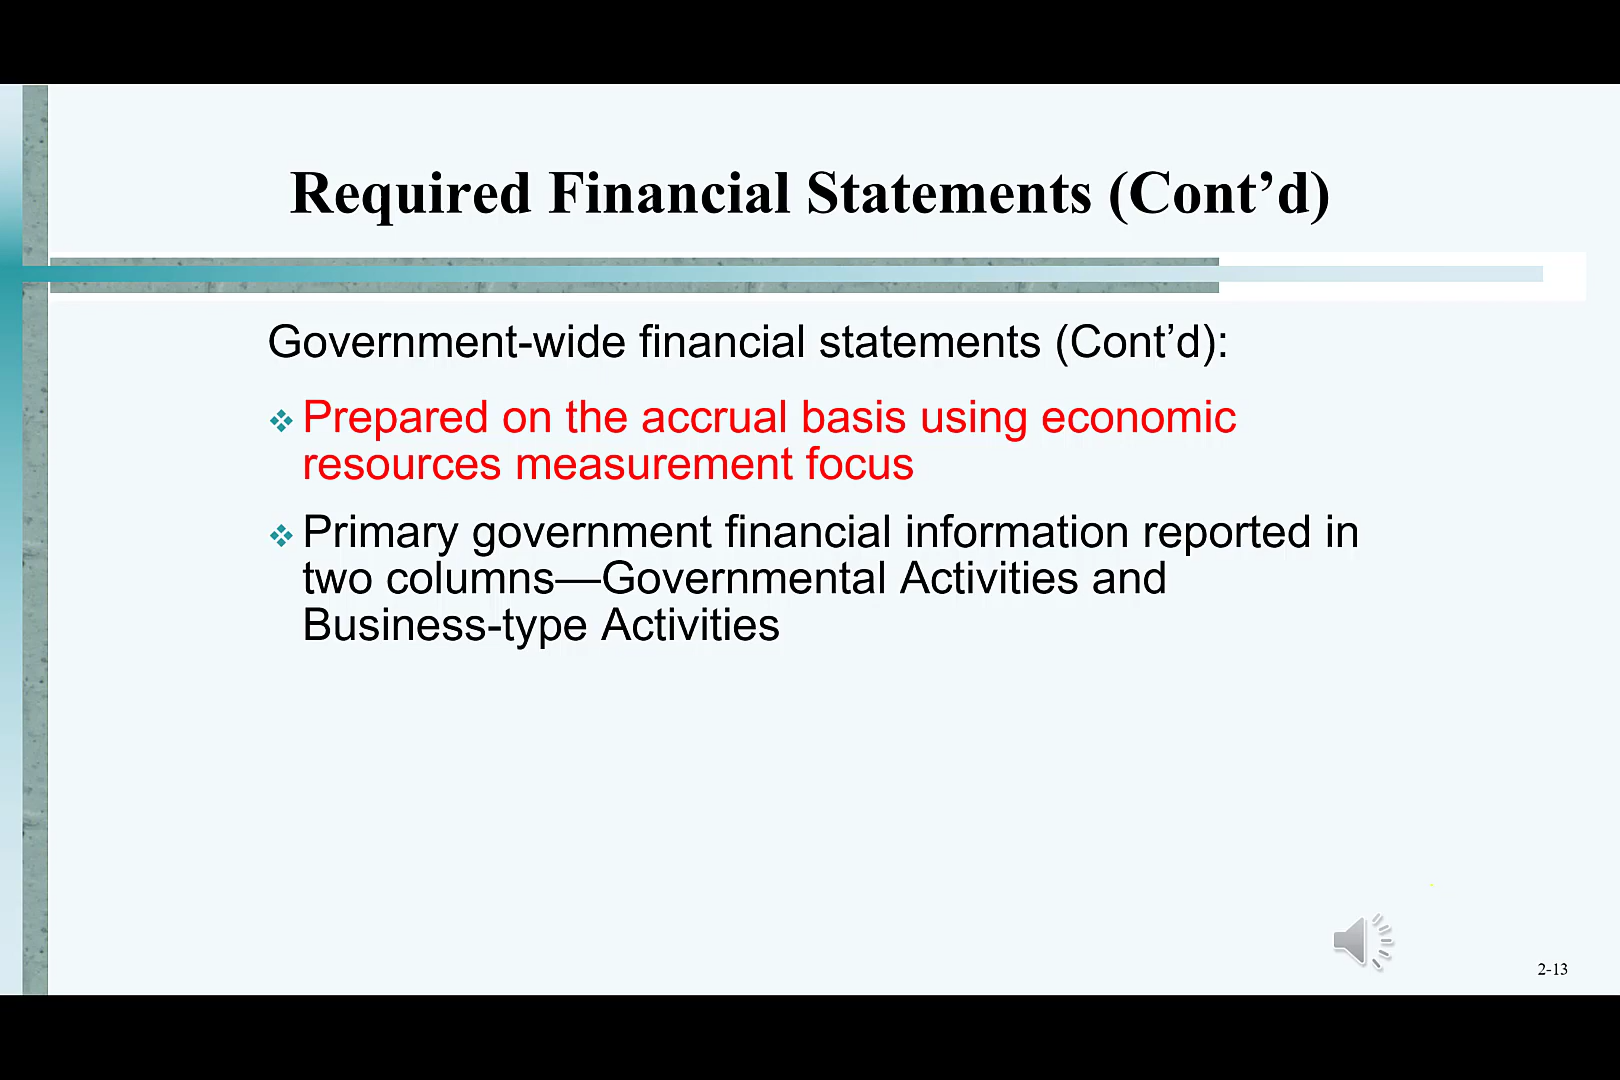 Required Financial Statements (Cont’d)
Government-wide financial statements (Cont’d):
Prepared on the accrual basis using economic
resources measurement focus
Primary government financial information reported in
two columns—Governmental Activities and
Business-type Activities
2-13